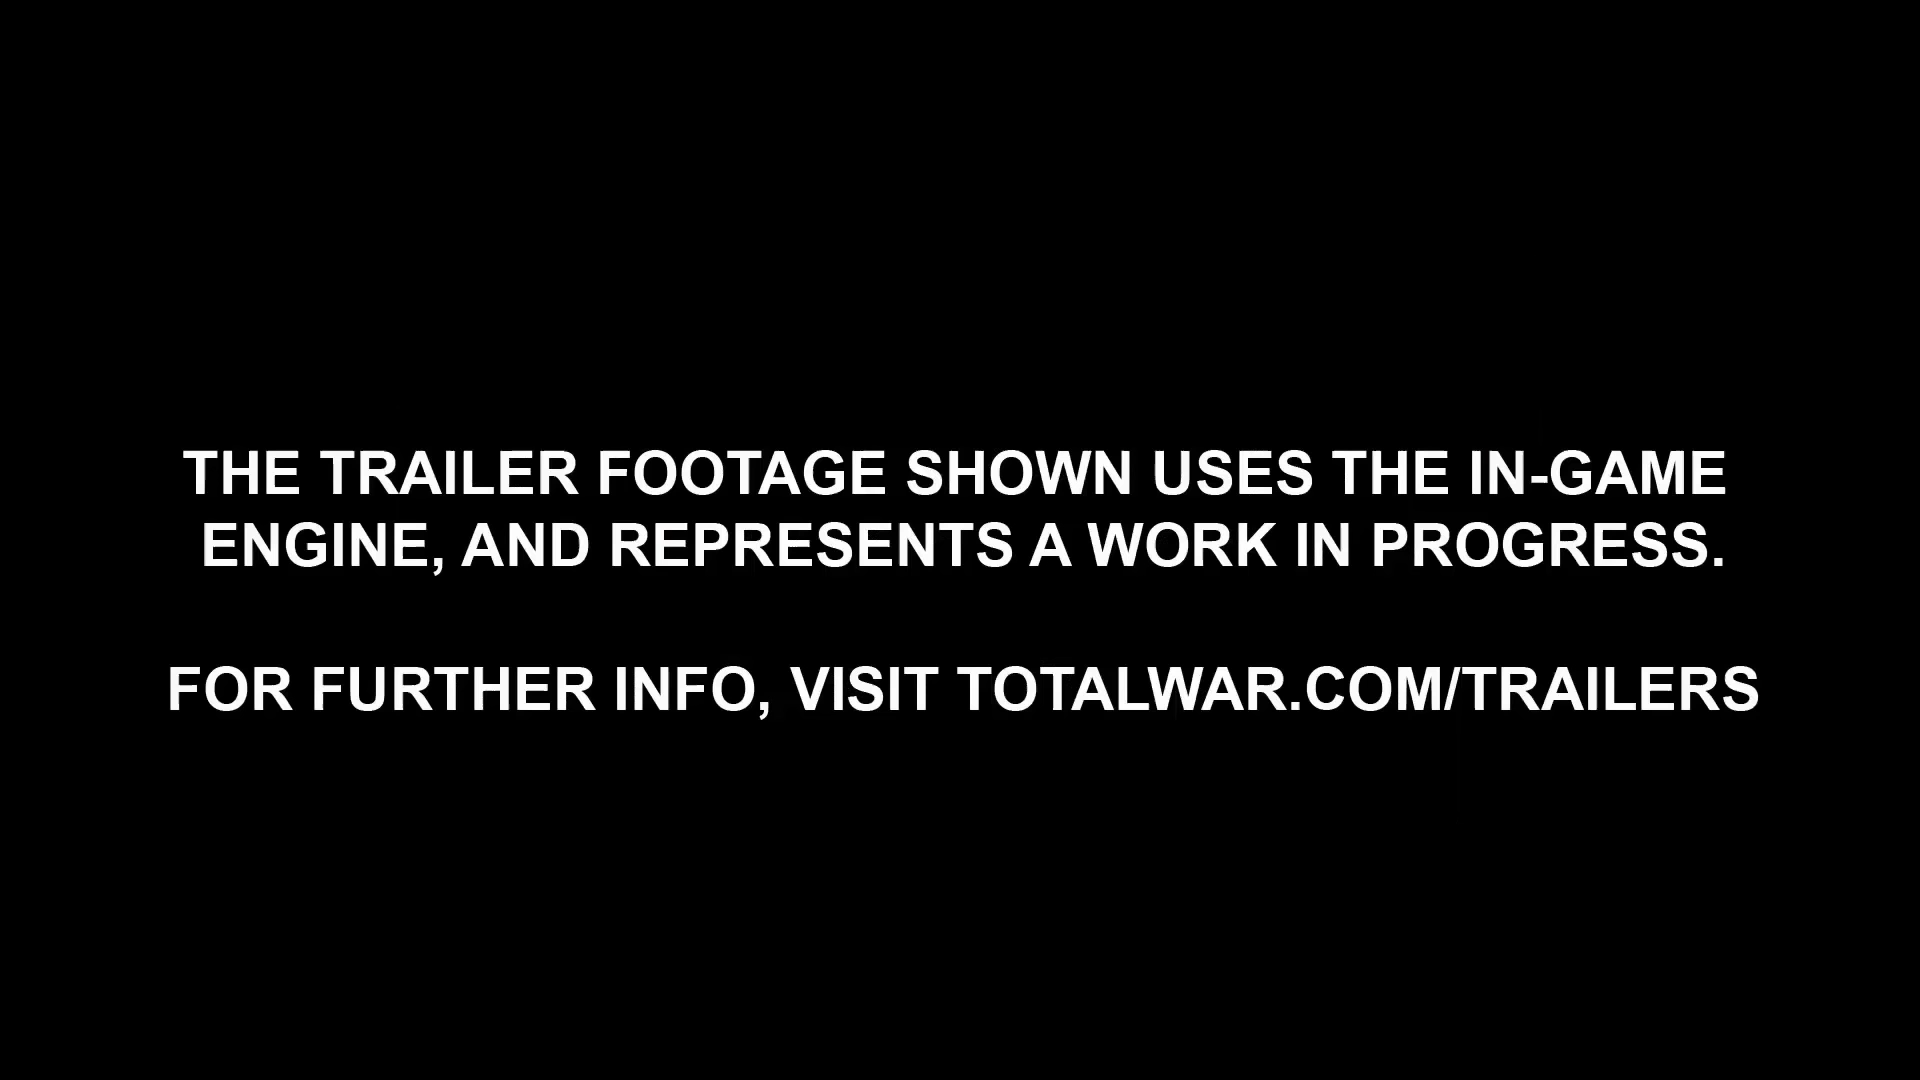 THE TRAILER FOOTAGE SHOWN USES THE IN-GAME
ENGINE, AND REPRESENTS A WORK IN PROGRESS.
FOR FURTHER INFO, VISIT TOTALWAR.COM/TRAILERS